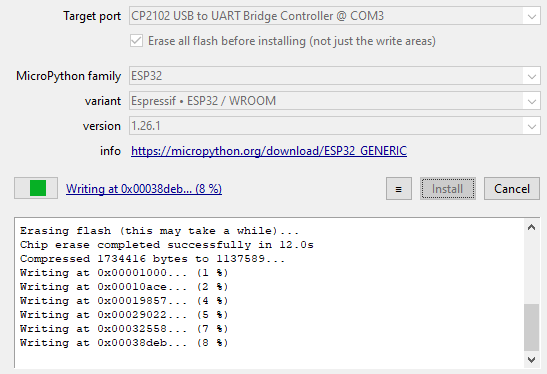 Target port CP2102 USB to UART Bridge Controller @ COM3
Erase all flash before installing (not just the write areas)
MicroPython family ESP32
variant Espressif • ESP32 / WROOM
version 1.26.1
info https://micropython.org/download/ESP32_GENERIC
Writing at 0x00038deb... (8 %) ≡ Install Cancel
Erasing flash (this may take a while)...
Chip erase completed successfully in 12.0s
Compressed 1734416 bytes to 1137589...
Writing at 0x00001000... (1 %)
Writing at 0x00010ace... (2 %)
Writing at 0x00019857... (4 %)
Writing at 0x00029022... (5 %)
Writing at 0x00032558... (7 %)
Writing at 0x00038deb... (8 %)